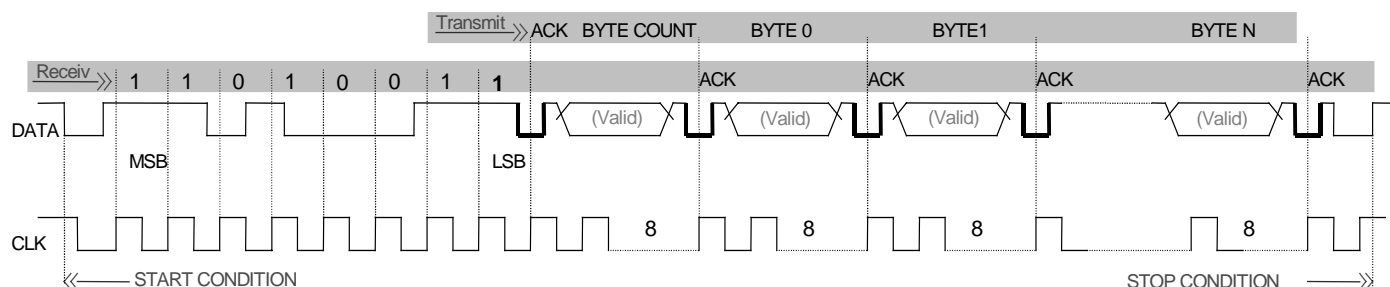 Transmit ACK BYTE COUNT BYTE 0 BYTE1 BYTE N
Receiv 1 1 0 1 0 0 1 1 ACK ACK ACK ACK
DATA (Valid) (Valid) (Valid) (Valid)
MSB LSB
CLK 8 8 8 8
START CONDITION STOP CONDITION